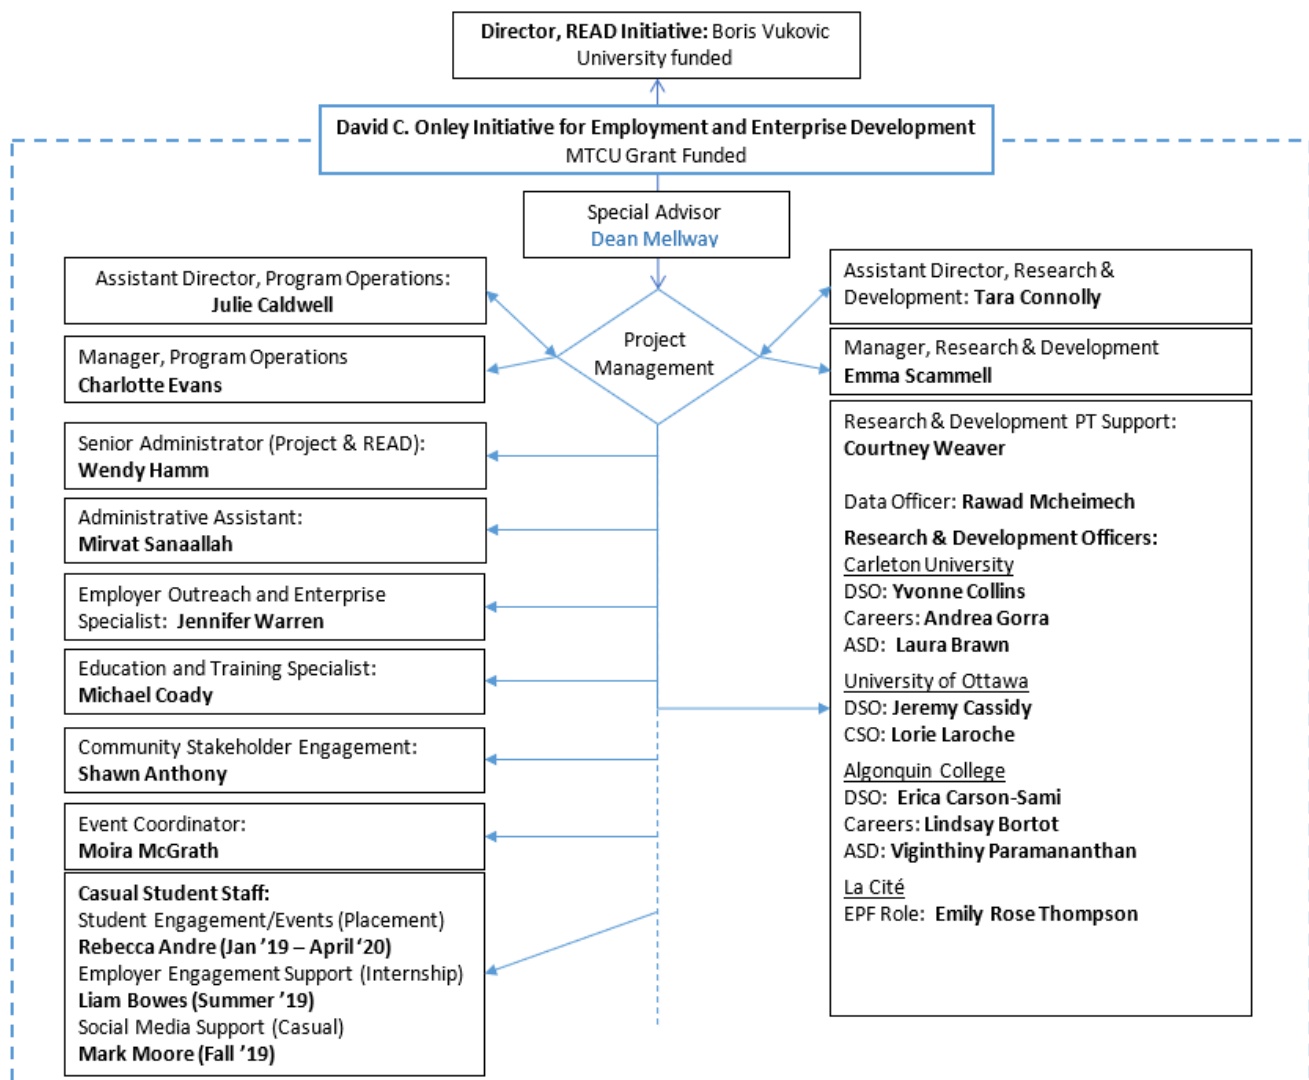 Director, READ Initiative: Boris Vukovic
University funded
David C. Onley Initiative for Employment and Enterprise Development
MTCU Grant Funded
Special Advisor
Dean Mellway
Project
Management
Assistant Director, Program Operations:
Julie Caldwell
Manager, Program Operations
Charlotte Evans
Senior Administrator (Project & READ):
Wendy Hamm
Administrative Assistant:
Mirvat Sanaallah
Employer Outreach and Enterprise
Specialist: Jennifer Warren
Education and Training Specialist:
Michael Coady
Community Stakeholder Engagement:
Shawn Anthony
Event Coordinator:
Moira McGrath
Casual Student Staff:
Student Engagement/Events (Placement)
Rebecca Andre (Jan ’19 – April ‘20)
Employer Engagement Support (Internship)
Liam Bowes (Summer ’19)
Social Media Support (Casual)
Mark Moore (Fall ’19)
Assistant Director, Research &
Development: Tara Connolly
Manager, Research & Development
Emma Scammell
Research & Development PT Support:
Courtney Weaver
Data Officer: Rawad Mcheimech
Research & Development Officers:
Carleton University
DSO: Yvonne Collins
Careers: Andrea Gorra
ASD: Laura Brawn
University of Ottawa
DSO: Jeremy Cassidy
CSO: Lorie Laroche
Algonquin College
DSO: Erica Carson-Sami
Careers: Lindsay Bortot
ASD: Viginthiny Paramananthan
La Cité
EPF Role: Emily Rose Thompson